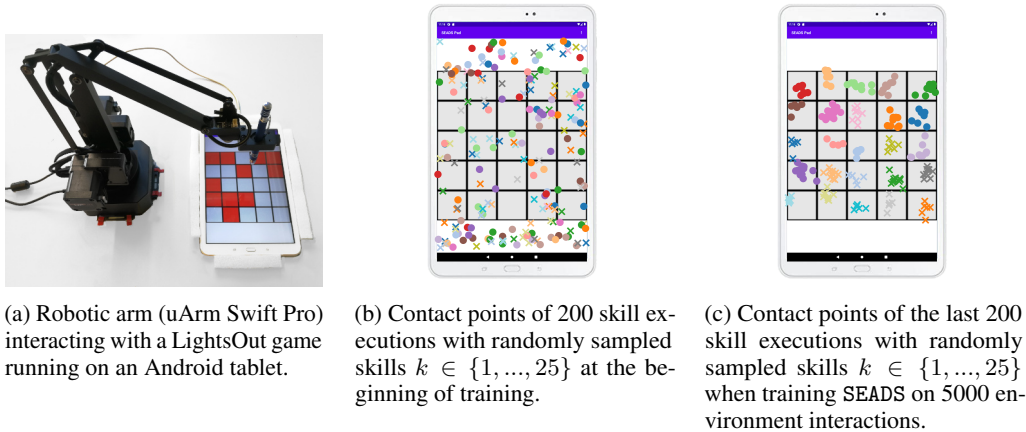 SEADS Pad
SEADS Pad
(a) Robotic arm (uArm Swift Pro)
interacting with a LightsOut game
running on an Android tablet.
(b) Contact points of 200 skill ex-
ecutions with randomly sampled
skills k ∈ {1, ..., 25} at the be-
ginning of training.
(c) Contact points of the last 200
skill executions with randomly
sampled skills k ∈ {1, ..., 25}
when training SEADS on 5000 en-
vironment interactions.